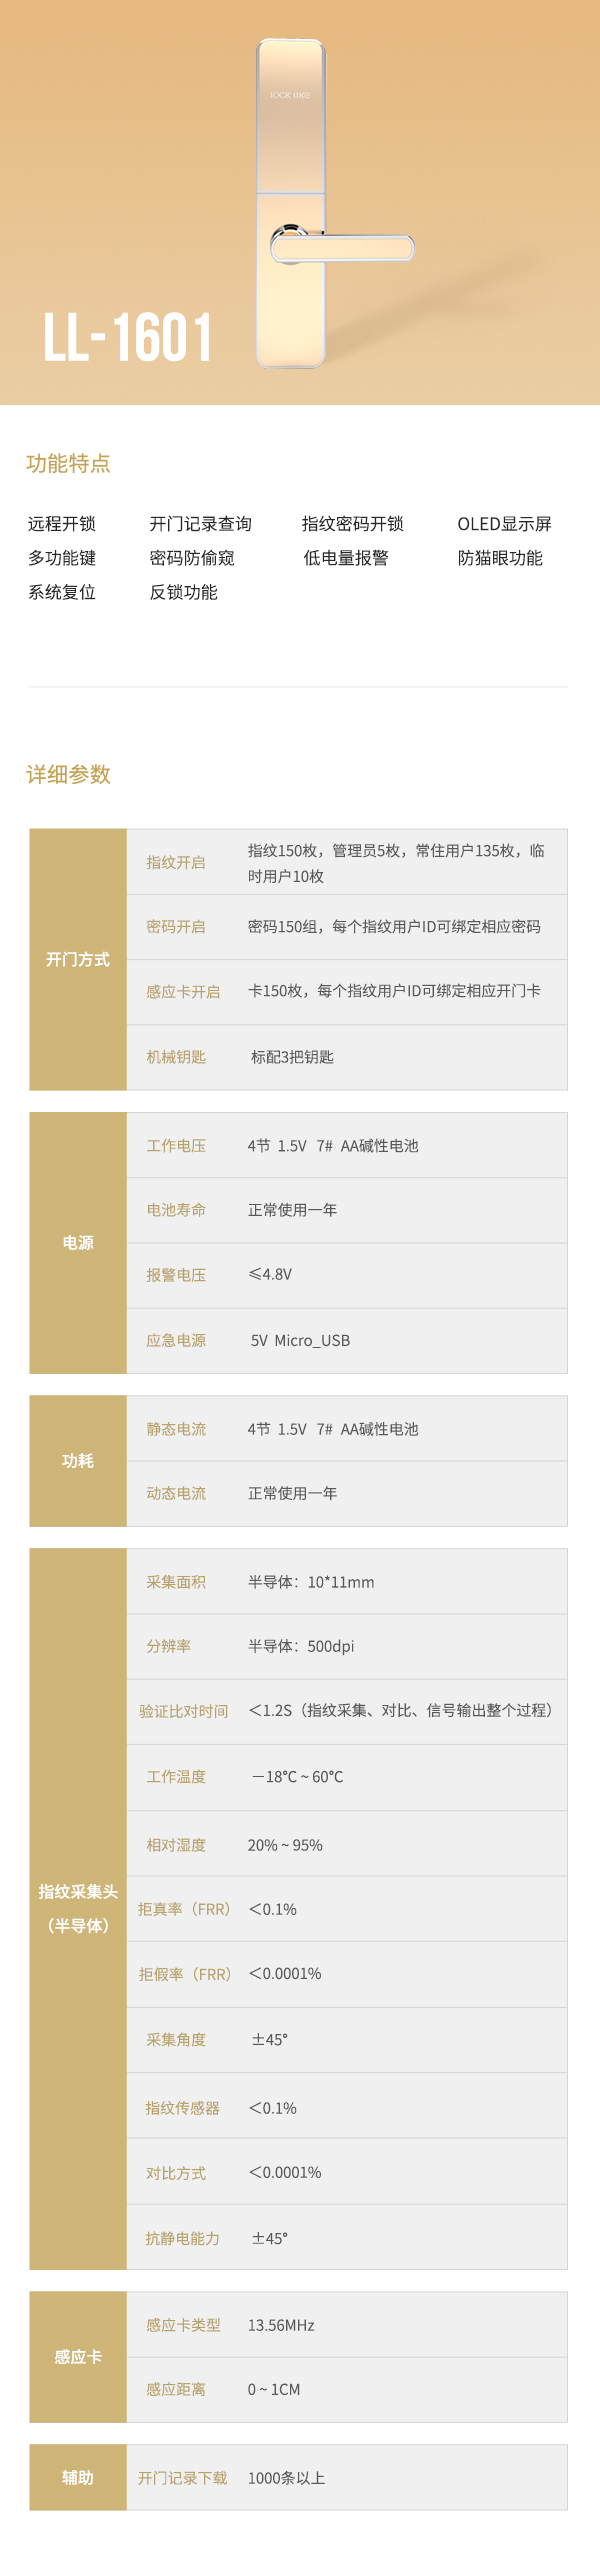 LOCK LIKE
LL-1601
功能特点
远程开锁 开门记录查询 指纹密码开锁 OLED显示屏
多功能键 密码防偷窥 低电量报警 防猫眼功能
系统复位 反锁功能
详细参数
开门方式
指纹开启 指纹150枚，管理员5枚，常住用户135枚，临
时用户10枚
密码开启 密码150组，每个指纹用户ID可绑定相应密码
感应卡开启 卡150枚，每个指纹用户ID可绑定相应开门卡
机械钥匙 标配3把钥匙
电源
工作电压 4节 1.5V 7# AA碱性电池
电池寿命 正常使用一年
报警电压 ≤4.8V
应急电源 5V Micro_USB
功耗
静态电流 4节 1.5V 7# AA碱性电池
动态电流 正常使用一年
指纹采集头
（半导体）
采集面积 半导体：10*11mm
分辨率 半导体：500dpi
验证比对时间 ＜1.2S（指纹采集、对比、信号输出整个过程）
工作温度 －18℃ ~ 60℃
相对湿度 20% ~ 95%
拒真率（FRR） ＜0.1%
拒假率（FRR） ＜0.0001%
采集角度 ±45°
指纹传感器 ＜0.1%
对比方式 ＜0.0001%
抗静电能力 ±45°
感应卡
感应卡类型 13.56MHz
感应距离 0 ~ 1CM
辅助
开门记录下载 1000条以上